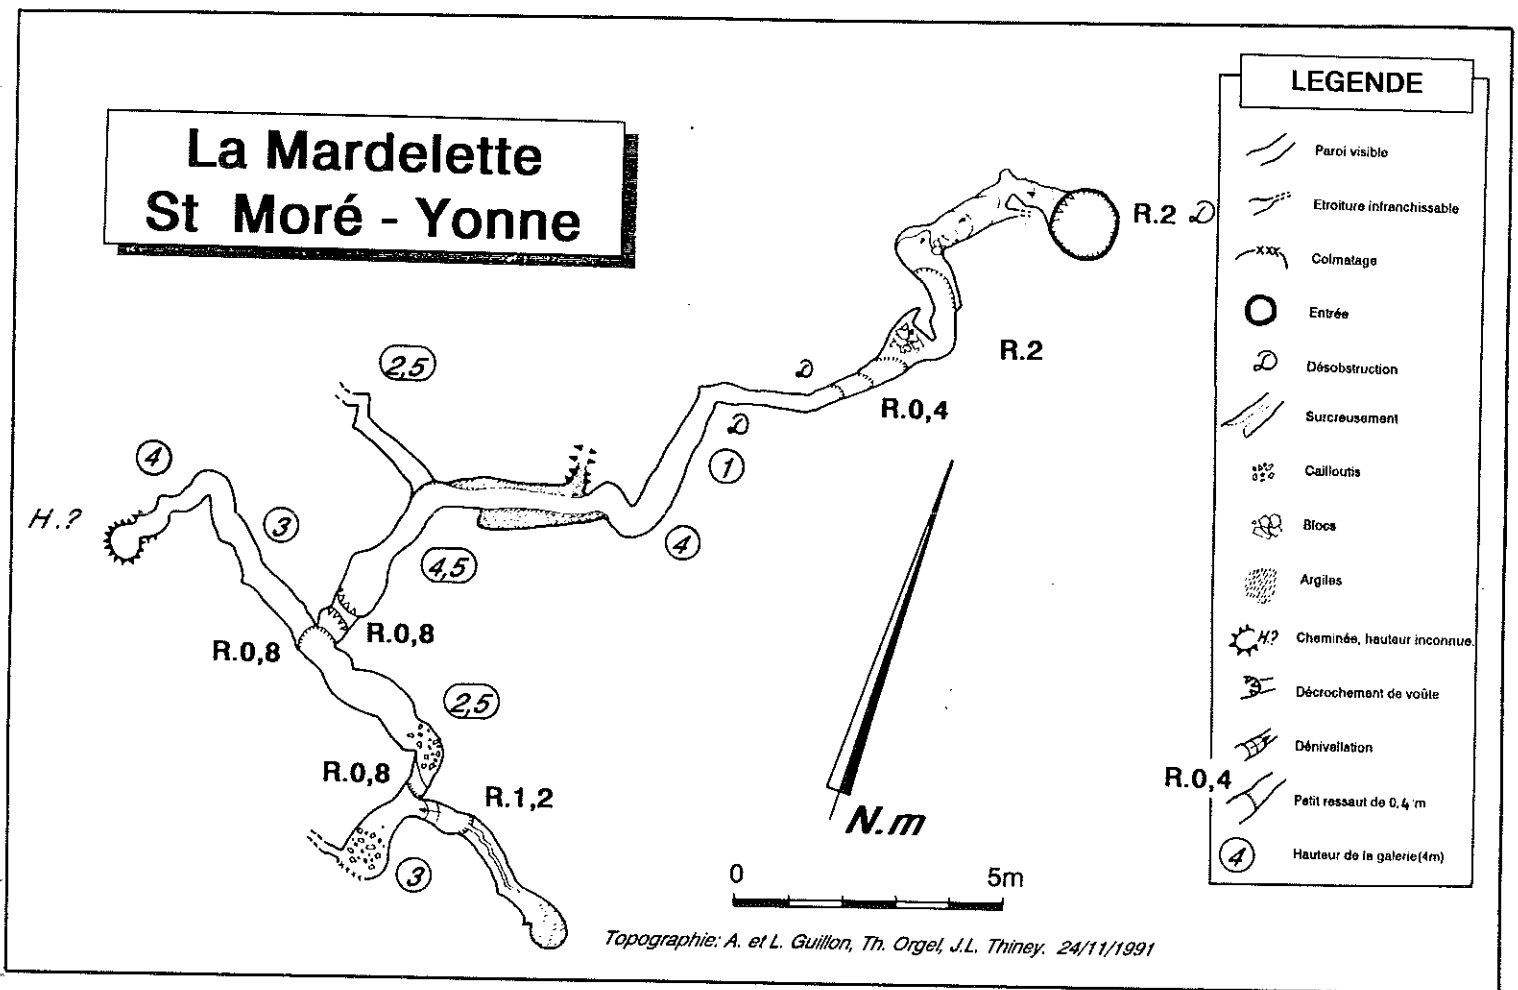 La Mardelette
St Moré - Yonne
LEGENDE
Paroi visible
Etroiture infranchissable
xxx
Colmatage
Entrée
D
Désobstruction
Surcreusement
Cailloutis
Blocs
Argiles
H.?
Cheminée, hauteur inconnue.
Décrochement de voûte
Dénivellation
R.0,4
Petit ressaut de 0,4 m
4
Hauteur de la galerie(4m)
R.2 D
R.2
D
R.0,4
D
1
4
2,5
4
3
H.?
4,5
R.0,8
R.0,8
2,5
R.0,8
R.1,2
3
N.m
0
5m
Topographie: A. et L. Guillon, Th. Orgel, J.L. Thiney. 24/11/1991